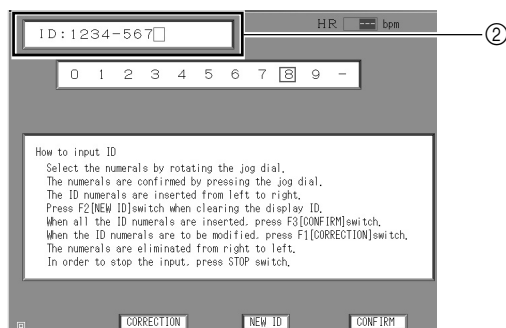 HR --- bpm
②
ID:1234-567□
0 1 2 3 4 5 6 7 8 9 -
How to input ID
Select the numerals by rotating the jog dial.
The numerals are confirmed by pressing the jog dial.
The ID numerals are inserted from left to right.
Press F2[NEW ID]switch when clearing the display ID.
When all the ID numerals are inserted, press F3[CONFIRM]switch.
When the ID numerals are to be modified, press F1[CORRECTION]switch.
The numerals are eliminated from right to left.
In order to stop the input, press STOP switch.
CORRECTION NEW ID CONFIRM